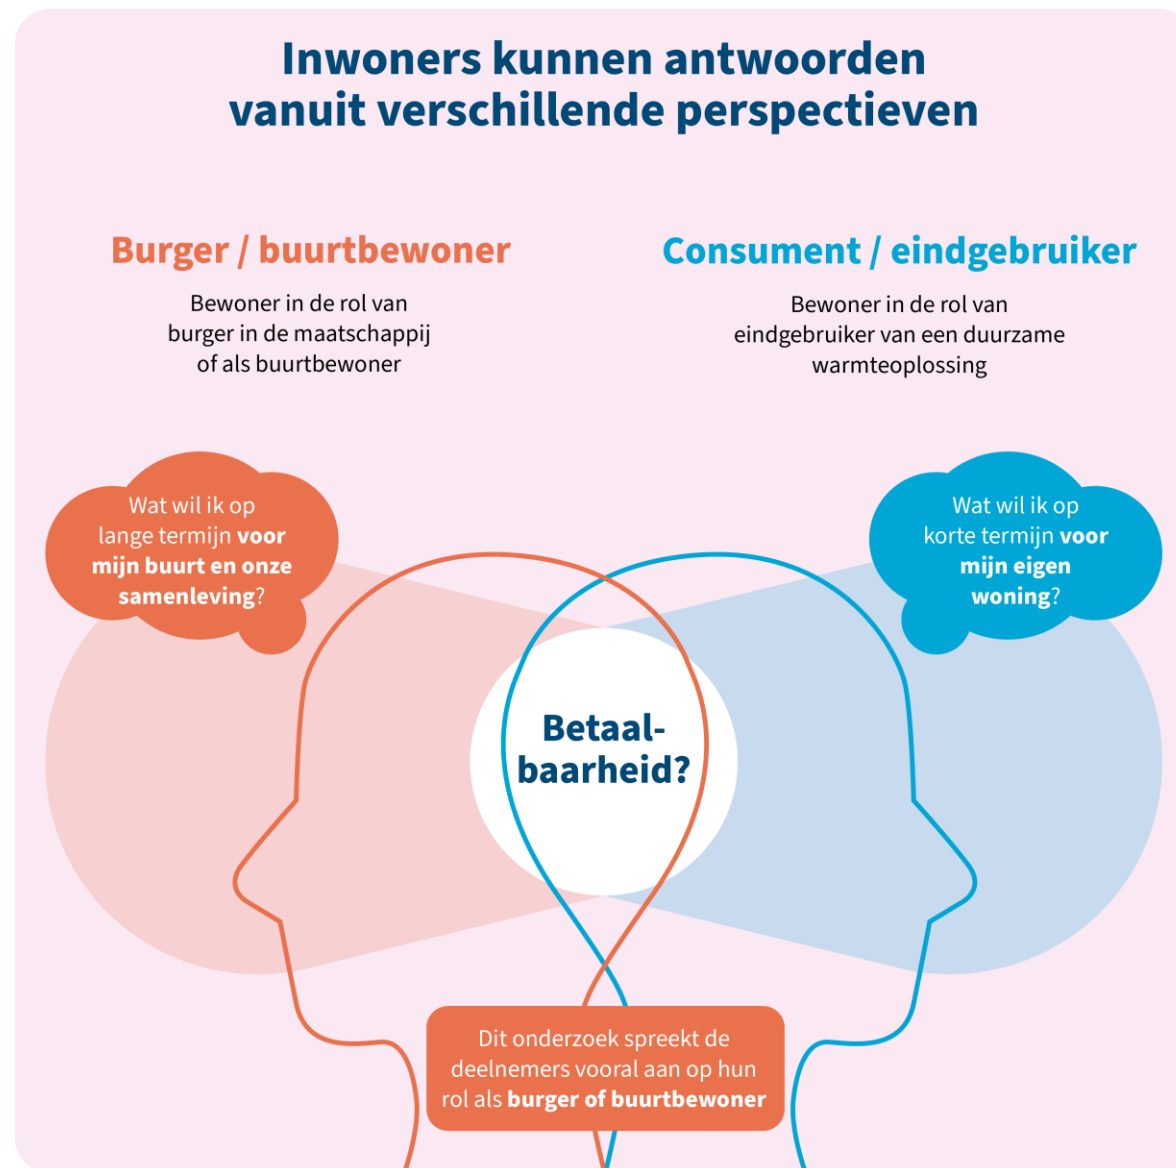 Inwoners kunnen antwoorden
vanuit verschillende perspectieven
Burger / buurtbewoner
Bewoner in de rol van
burger in de maatschappij
of als buurtbewoner
Consument / eindgebruiker
Bewoner in de rol van
eindgebruiker van een duurzame
warmteoplossing
Wat wil ik op
lange termijn voor
mijn buurt en onze
samenleving?
Wat wil ik op
korte termijn voor
mijn eigen
woning?
Betaal-
baarheid?
Dit onderzoek spreekt de
deelnemers vooral aan op hun
rol als burger of buurtbewoner